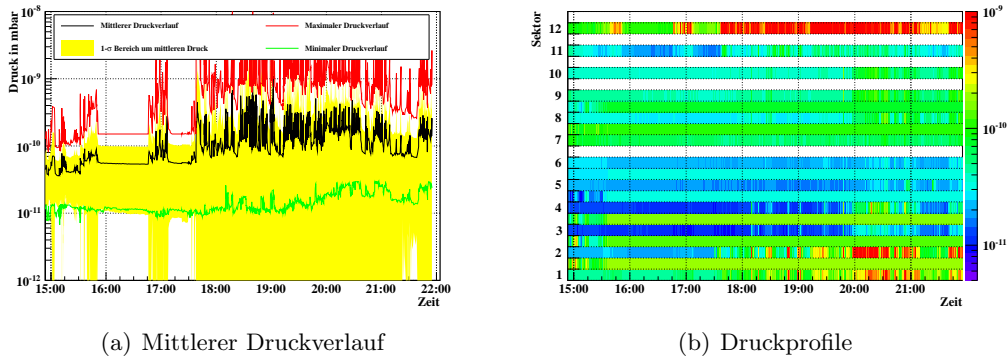 Druck in mbar
10⁻⁸
10⁻⁹
10⁻¹⁰
10⁻¹¹
10⁻¹²
Mittlerer Druckverlauf
Maximaler Druckverlauf
1-σ Bereich um mittleren Druck
Minimaler Druckverlauf
15:00 16:00 17:00 18:00 19:00 20:00 21:00 22:00
Zeit
(a) Mittlerer Druckverlauf
Sektor
12
11
10
9
8
7
6
5
4
3
2
1
15:00 16:00 17:00 18:00 19:00 20:00 21:00
Zeit
10⁻⁹
10⁻¹⁰
10⁻¹¹
(b) Druckprofile